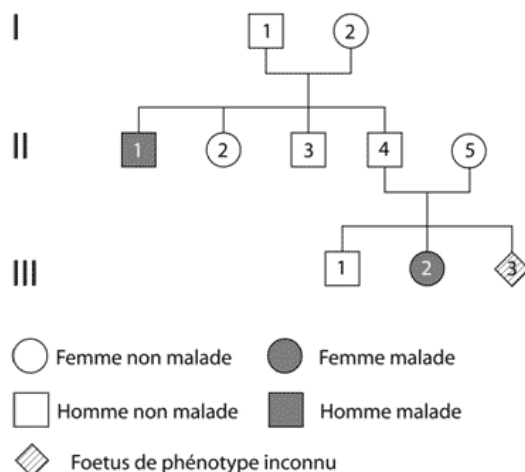 I
1 2
II
1 2 3 4 5
III
1 2 3
Femme non malade Femme malade
Homme non malade Homme malade
Foetus de phénotype inconnu